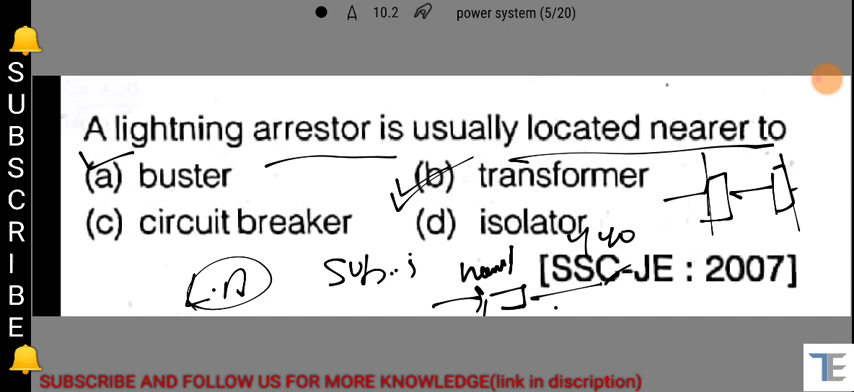 10.2 power system (5/20)
A lightning arrestor is usually located nearer to
(a) buster (b) transformer
(c) circuit breaker (d) isolator
[SSC-JE : 2007]
L.A
SUBSCRIBE
TE
SUBSCRIBE AND FOLLOW US FOR MORE KNOWLEDGE(link in discription)